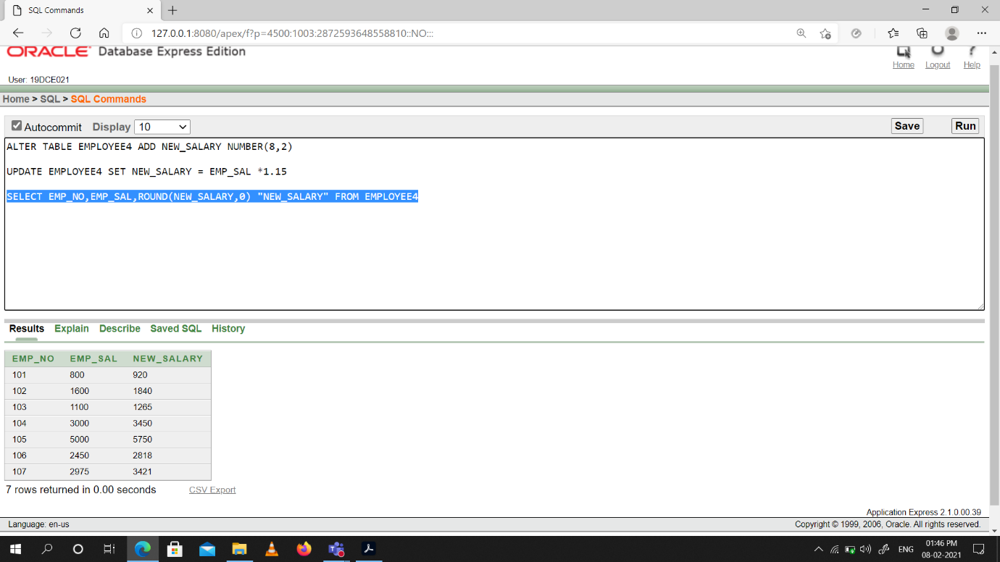 SQL Commands
127.0.0.1:8080/apex/f?p=4500:1003:2872593648558810::NO:::
ORACLE Database Express Edition
Home Logout Help
User: 19DCE021
Home > SQL > SQL Commands
Autocommit Display 10 Save Run
ALTER TABLE EMPLOYEE4 ADD NEW_SALARY NUMBER(8,2)
UPDATE EMPLOYEE4 SET NEW_SALARY = EMP_SAL *1.15
SELECT EMP_NO,EMP_SAL,ROUND(NEW_SALARY,0) "NEW_SALARY" FROM EMPLOYEE4
Results Explain Describe Saved SQL History
EMP_NO EMP_SAL NEW_SALARY
101 800 920
102 1600 1840
103 1100 1265
104 3000 3450
105 5000 5750
106 2450 2818
107 2975 3421
7 rows returned in 0.00 seconds CSV Export
Application Express 2.1.0.00.39
Language: en-us Copyright © 1999, 2006, Oracle. All rights reserved.
ENG 01:46 PM
08-02-2021